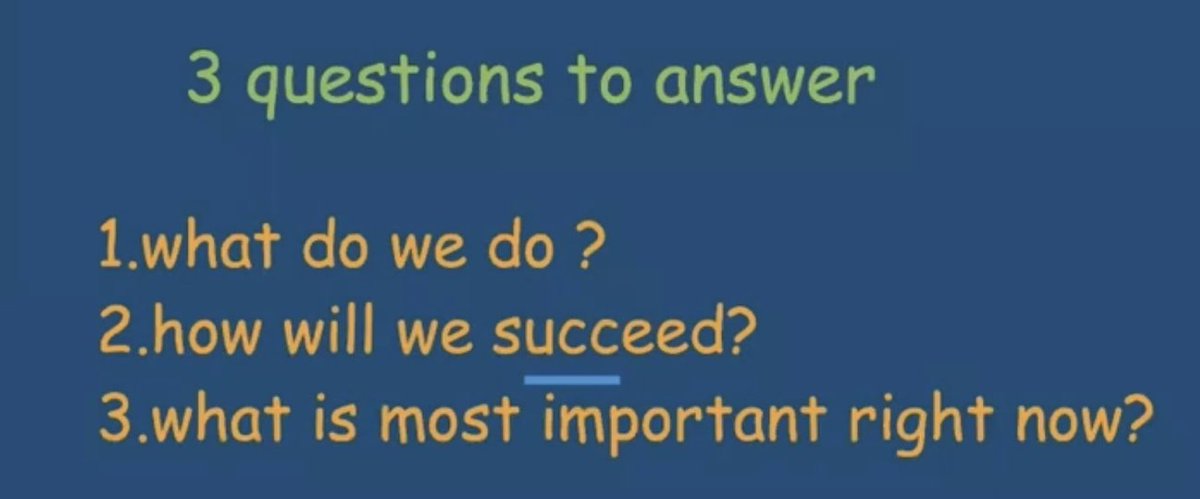 3 questions to answer
1.what do we do ?
2.how will we succeed?
3.what is most important right now?